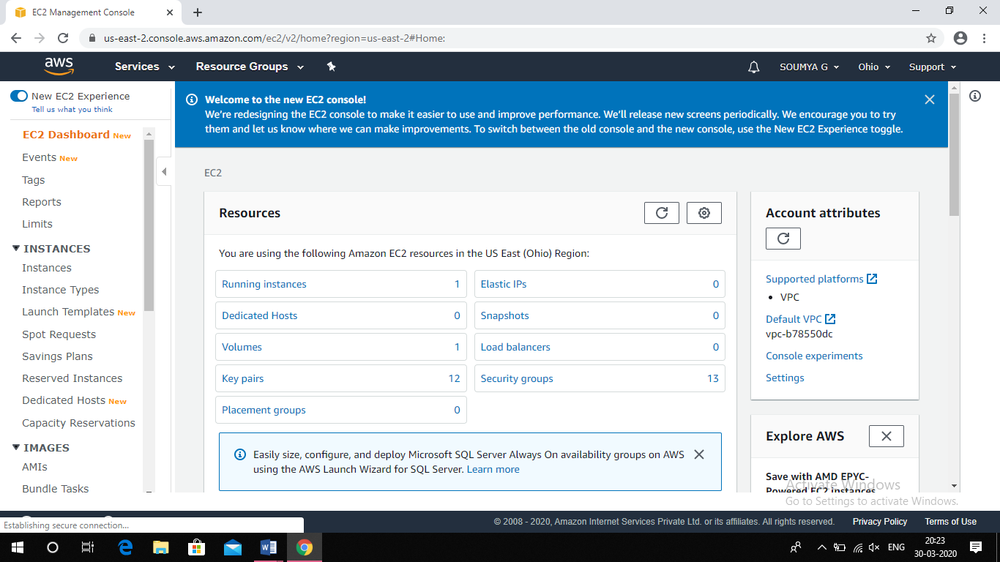 EC2 Management Console
us-east-2.console.aws.amazon.com/ec2/v2/home?region=us-east-2#Home:
aws
Services
Resource Groups
SOUMYA G
Ohio
Support
New EC2 Experience
Tell us what you think
EC2 Dashboard New
Events New
Tags
Reports
Limits
INSTANCES
Instances
Instance Types
Launch Templates New
Spot Requests
Savings Plans
Reserved Instances
Dedicated Hosts New
Capacity Reservations
IMAGES
AMIs
Bundle Tasks
Welcome to the new EC2 console!
We're redesigning the EC2 console to make it easier to use and improve performance. We'll release new screens periodically. We encourage you to try
them and let us know where we can make improvements. To switch between the old console and the new console, use the New EC2 Experience toggle.
EC2
Resources
You are using the following Amazon EC2 resources in the US East (Ohio) Region:
Running instances 1
Elastic IPs 0
Dedicated Hosts 0
Snapshots 0
Volumes 1
Load balancers 0
Key pairs 12
Security groups 13
Placement groups 0
Easily size, configure, and deploy Microsoft SQL Server Always On availability groups on AWS
using the AWS Launch Wizard for SQL Server. Learn more
Account attributes
Supported platforms
• VPC
Default VPC
vpc-b78550dc
Console experiments
Settings
Explore AWS
Save with AMD EPYC-
Powered EC2 instances
Activate Windows
Go to Settings to activate Windows.
Establishing secure connection...
© 2008 - 2020, Amazon Internet Services Private Ltd. or its affiliates. All rights reserved.
Privacy Policy
Terms of Use
ENG
20:23
30-03-2020